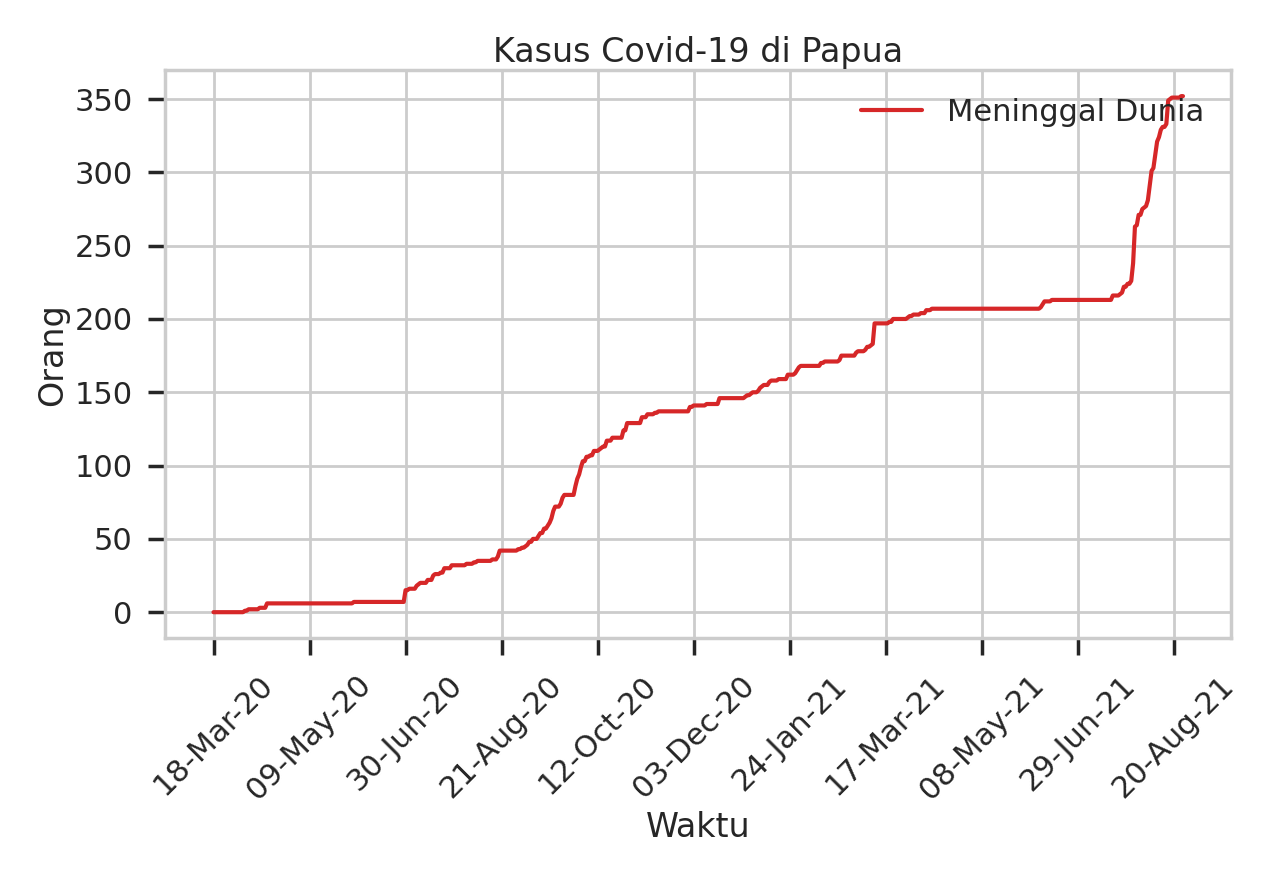 Kasus Covid-19 di Papua
Meninggal Dunia
350
300
250
200
150
100
50
0
Orang
18-Mar-20
09-May-20
30-Jun-20
21-Aug-20
12-Oct-20
03-Dec-20
24-Jan-21
17-Mar-21
08-May-21
29-Jun-21
20-Aug-21
Waktu